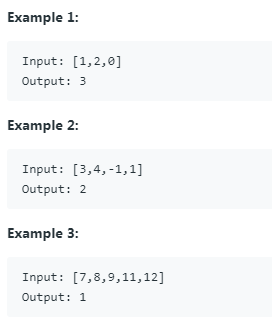 Example 1:
Input: [1,2,0]
Output: 3
Example 2:
Input: [3,4,-1,1]
Output: 2
Example 3:
Input: [7,8,9,11,12]
Output: 1